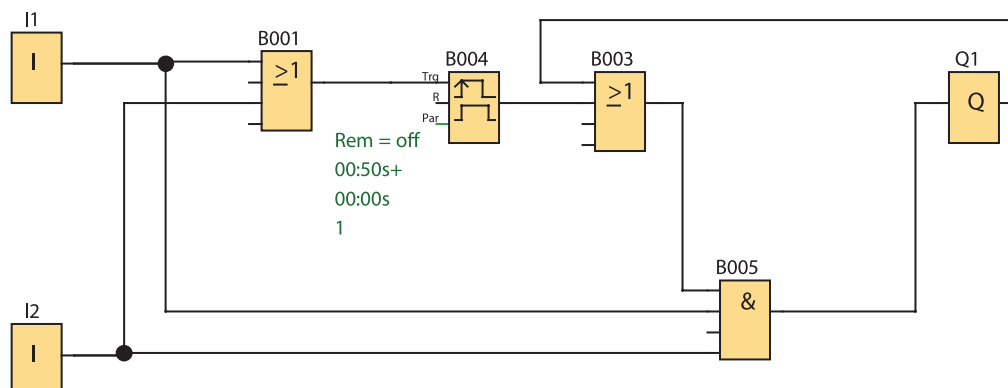 I1
I
B001
≥1
B004
Trg
R
Par
Rem = off
00:50s+
00:00s
1
B003
≥1
Q1
Q
B005
&
I2
I